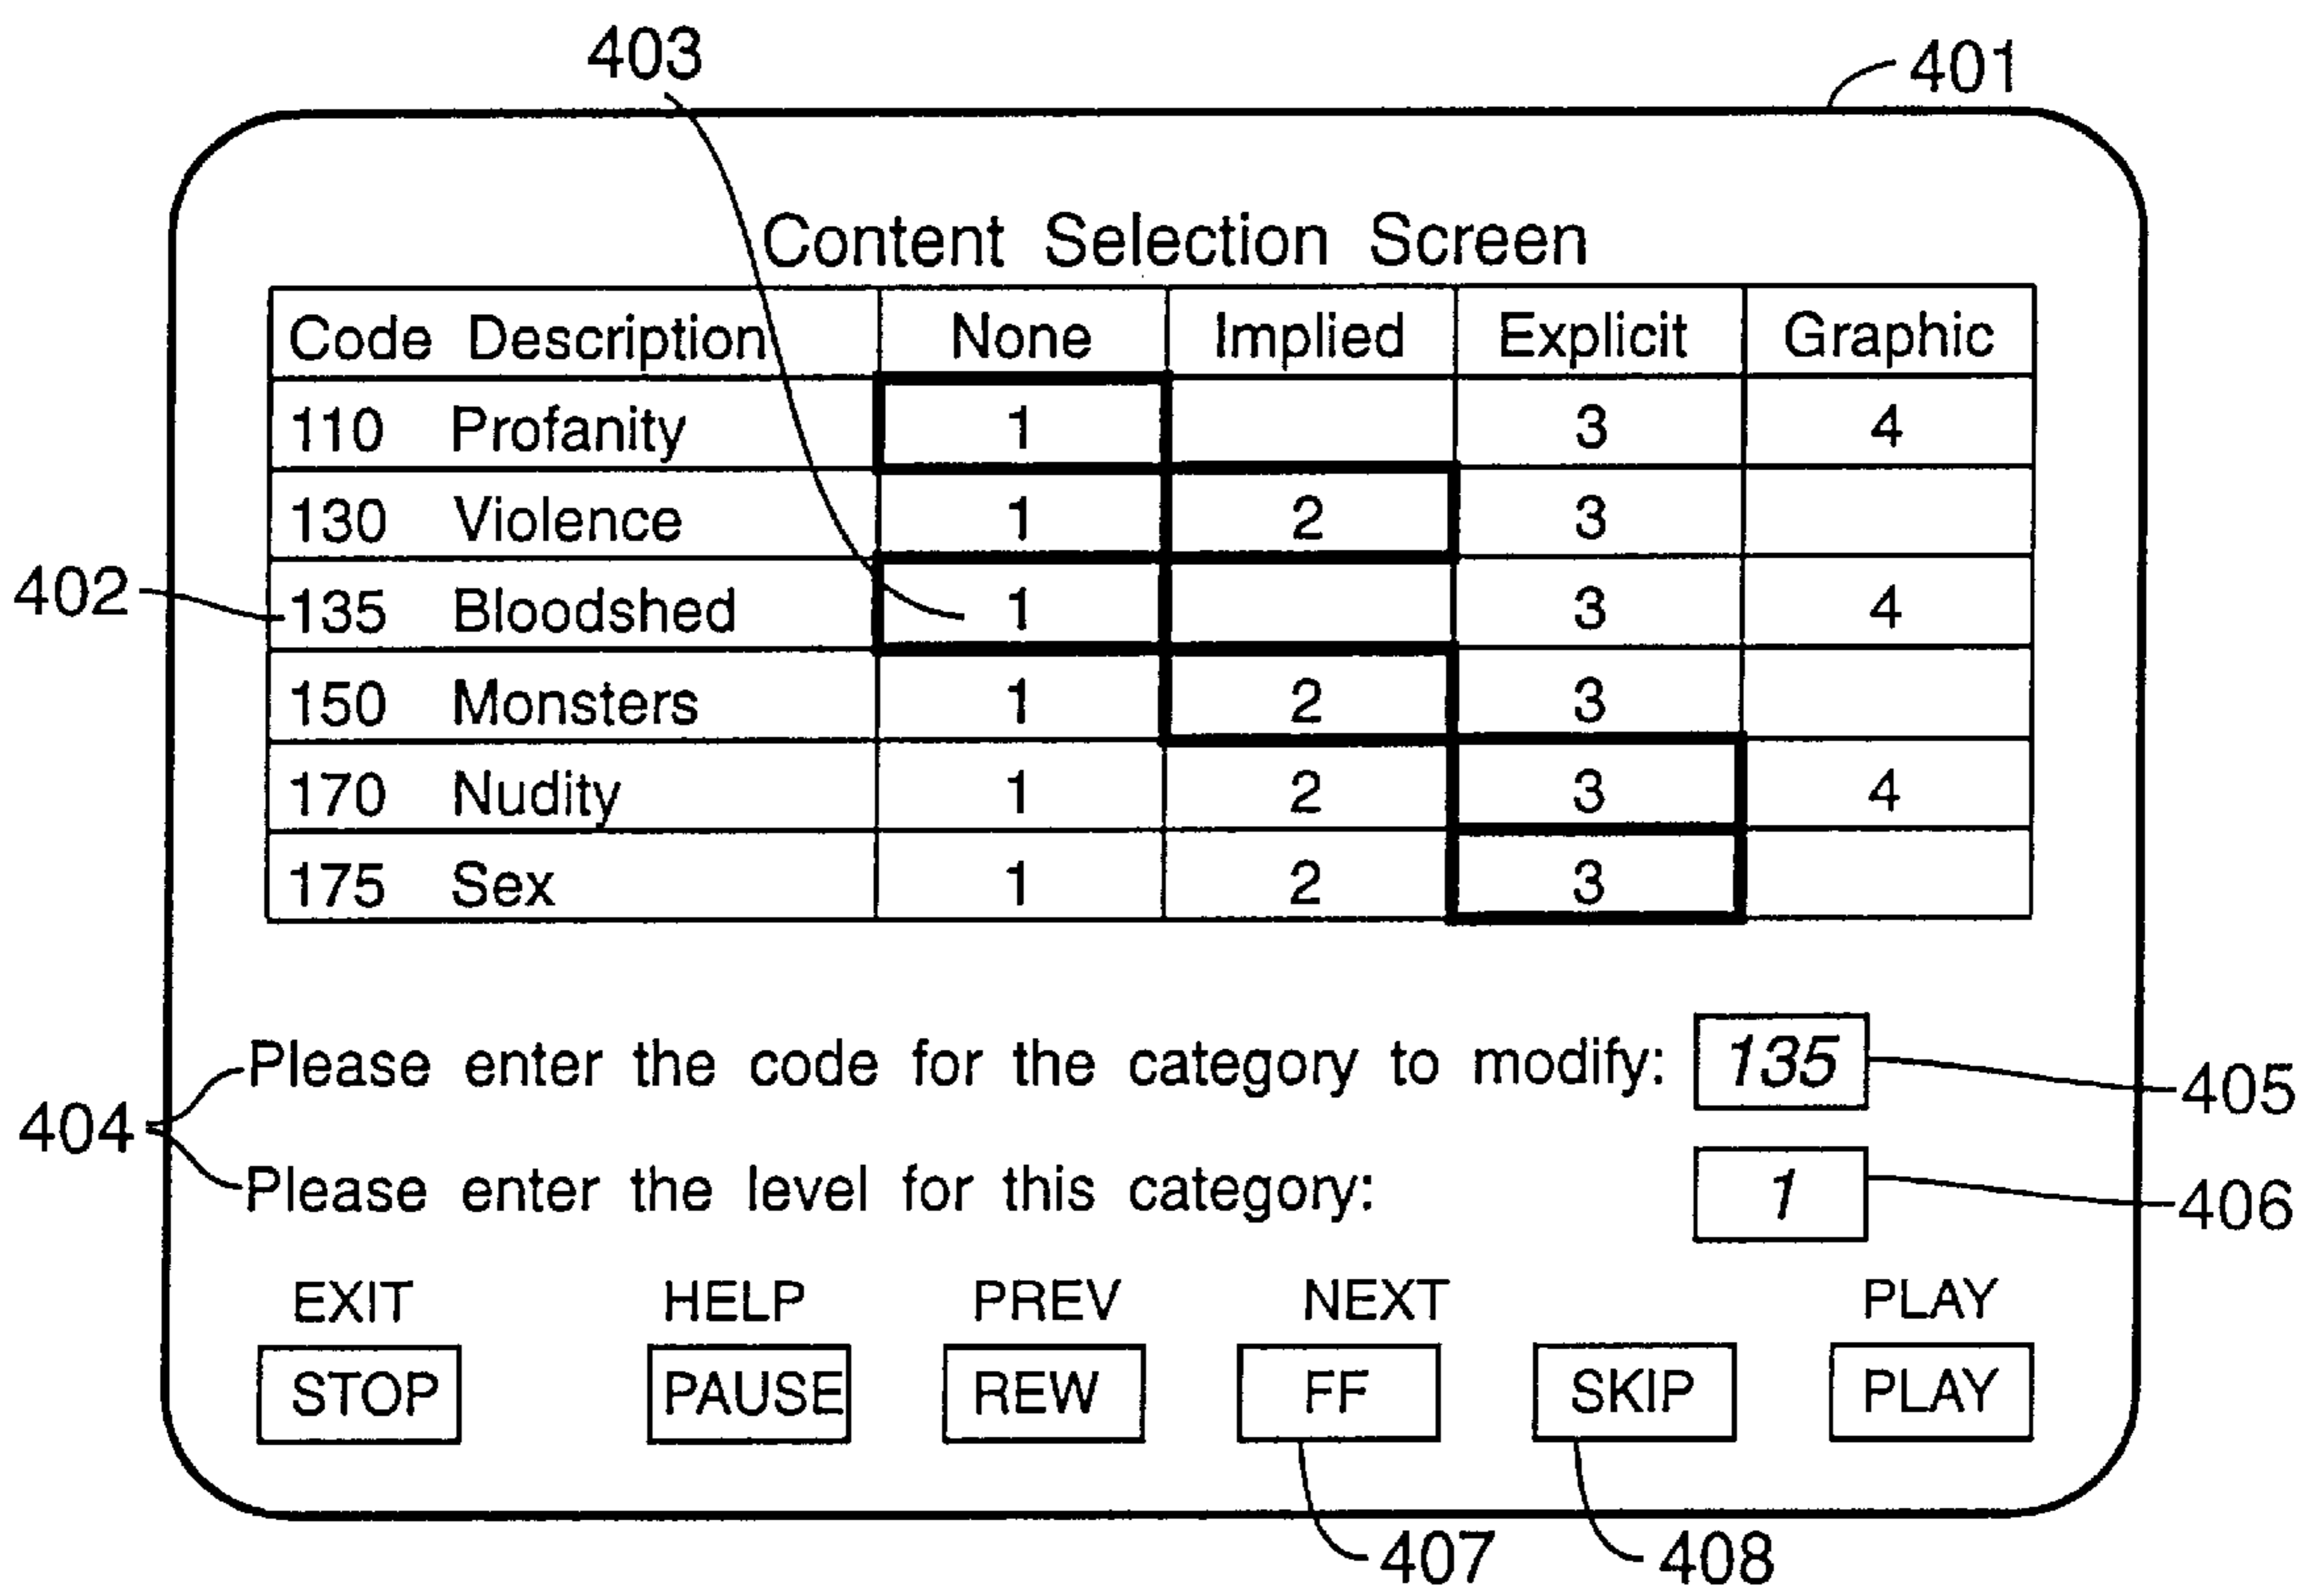 403
401
Content Selection Screen
Code Description None Implied Explicit Graphic
110 Profanity 1 3 4
130 Violence 1 2 3
402
135 Bloodshed 1 3 4
150 Monsters 1 2 3
170 Nudity 1 2 3 4
175 Sex 1 2 3
Please enter the code for the category to modify: 135
405
404
Please enter the level for this category: 1
406
EXIT HELP PREV NEXT PLAY
STOP PAUSE REW FF SKIP PLAY
407 408